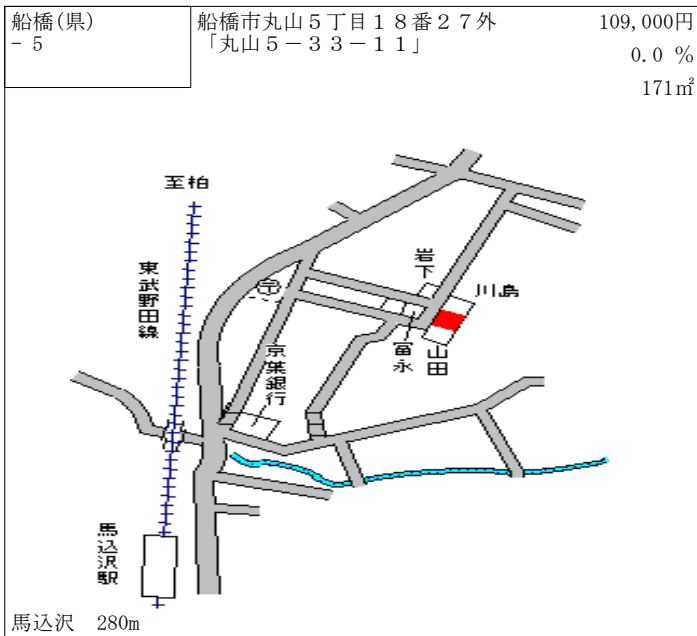 船橋(県)
- 5
船橋市丸山５丁目１８番２７外
「丸山５－３３－１１」
109,000円
0.0 %
171㎡
至柏
東武野田線
岩下
川島
富永
山田
京葉銀行
馬込沢駅
馬込沢　280m